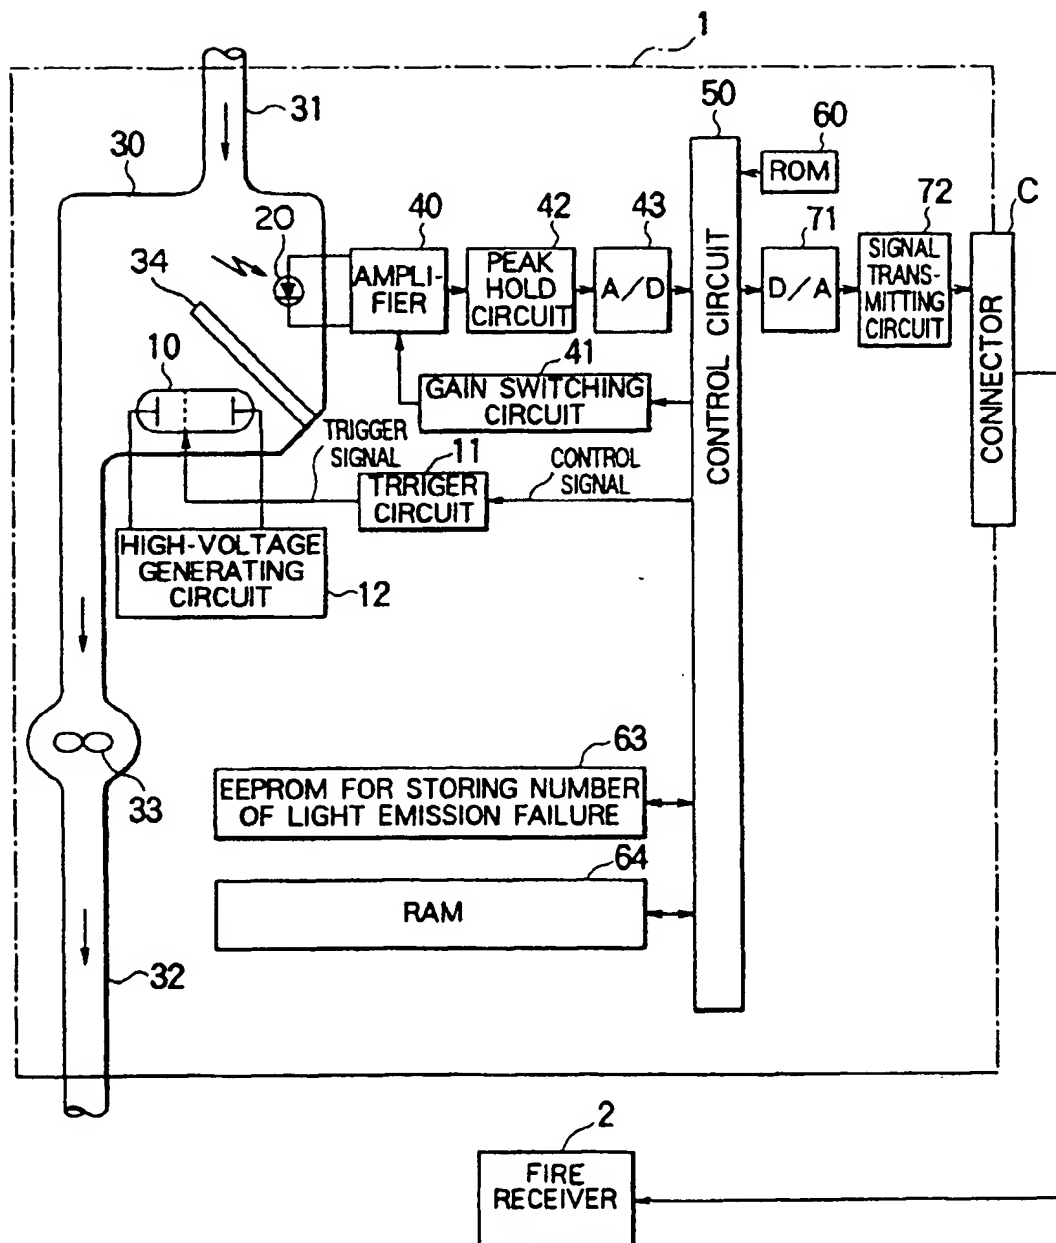 1
31
50
60
30
ROM
20
40
42
43
71
72
C
34
AMPLI-
FIER
PEAK
HOLD
CIRCUIT
A/D
CONTROL CIRCUIT
D/A
SIGNAL
TRANS-
MITTING
CIRCUIT
CONNECTOR
10
41
GAIN SWITCHING
CIRCUIT
TRIGGER
SIGNAL
11
TRRIGER
CIRCUIT
CONTROL
SIGNAL
HIGH-VOLTAGE
GENERATING
CIRCUIT
12
33
63
EEPROM FOR STORING NUMBER
OF LIGHT EMISSION FAILURE
64
RAM
32
2
FIRE
RECEIVER